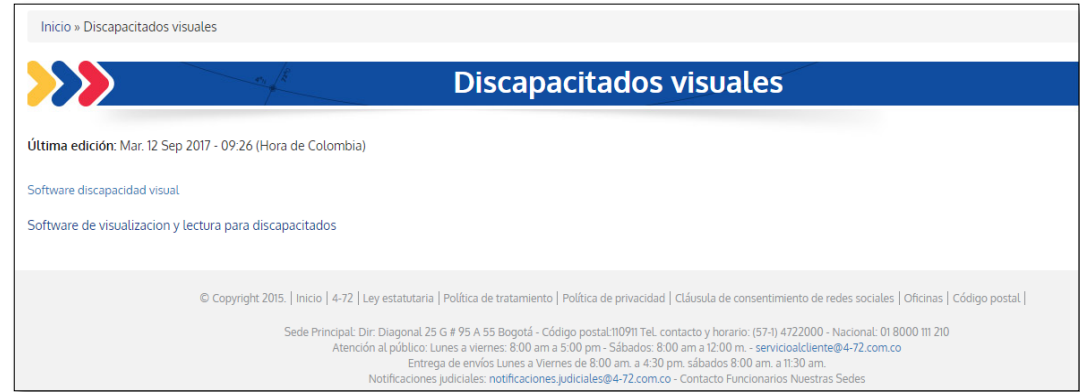 Inicio » Discapacitados visuales
Discapacitados visuales
Última edición: Mar. 12 Sep 2017 - 09:26 (Hora de Colombia)
Software discapacidad visual
Software de visualizacion y lectura para discapacitados
© Copyright 2015. | Inicio | 4-72 | Ley estatutaria | Política de tratamiento | Política de privacidad | Cláusula de consentimiento de redes sociales | Oficinas | Código postal |
Sede Principal: Dir: Diagonal 25 G # 95 A 55 Bogotá - Código postal:110911 Tel. contacto y horario: (57-1) 4722000 - Nacional: 01 8000 111 210
Atención al público: Lunes a viernes: 8:00 am a 5:00 pm - Sábados: 8:00 am a 12:00 m. - servicioalcliente@4-72.com.co
Entrega de envíos Lunes a Viernes de 8:00 am. a 4:30 pm. sábados 8:00 am. a 11:30 am.
Notificaciones judiciales: notificaciones.judiciales@4-72.com.co - Contacto Funcionarios Nuestras Sedes